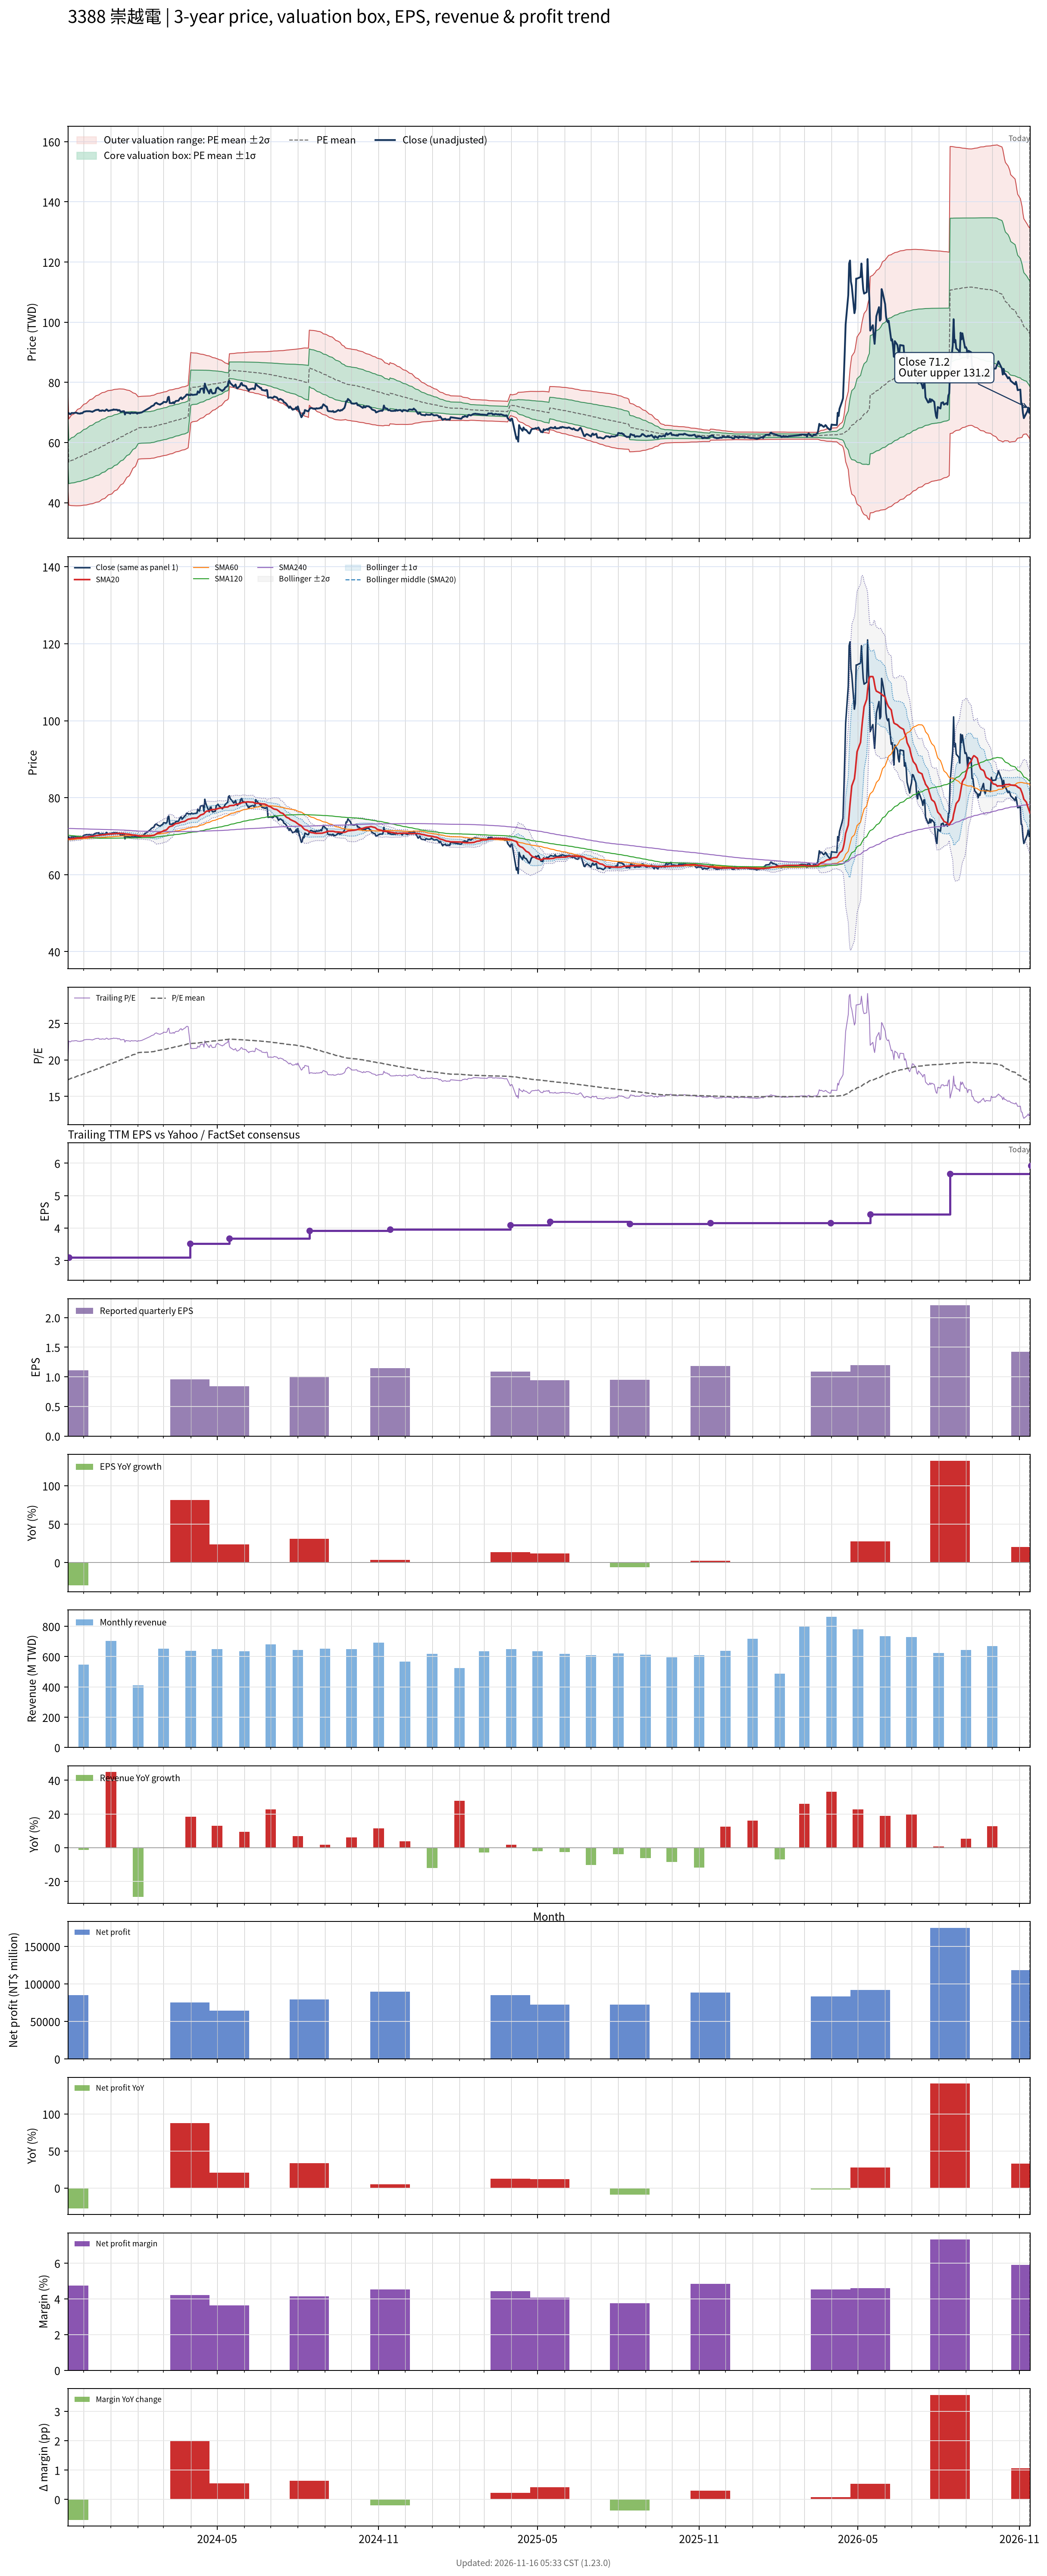 3388 崇越電 | 3-year price, valuation box, EPS, revenue & profit trend
Outer valuation range: PE mean ±2σ
PE mean
Close (unadjusted)
Core valuation box: PE mean ±1σ
Today
160
140
120
100
80
60
40
Price (TWD)
Close 71.2
Outer upper 131.2
Close (same as panel 1)
SMA60
SMA240
Bollinger ±1σ
SMA20
SMA120
Bollinger ±2σ
Bollinger middle (SMA20)
140
120
100
80
60
40
Price
Trailing P/E
P/E mean
25
20
15
P/E
Trailing TTM EPS vs Yahoo / FactSet consensus
Today
6
5
4
3
EPS
Reported quarterly EPS
2.0
1.5
1.0
0.5
0.0
EPS
EPS YoY growth
100
50
0
YoY (%)
Monthly revenue
800
600
400
200
0
Revenue (M TWD)
Revenue YoY growth
40
20
0
-20
YoY (%)
Month
Net profit
150000
100000
50000
0
Net profit (NT$ million)
Net profit YoY
100
50
0
YoY (%)
Net profit margin
6
4
2
0
Margin (%)
Margin YoY change
3
2
1
0
Δ margin (pp)
2024-05
2024-11
2025-05
2025-11
2026-05
2026-11
Updated: 2026-11-16 05:33 CST (1.23.0)